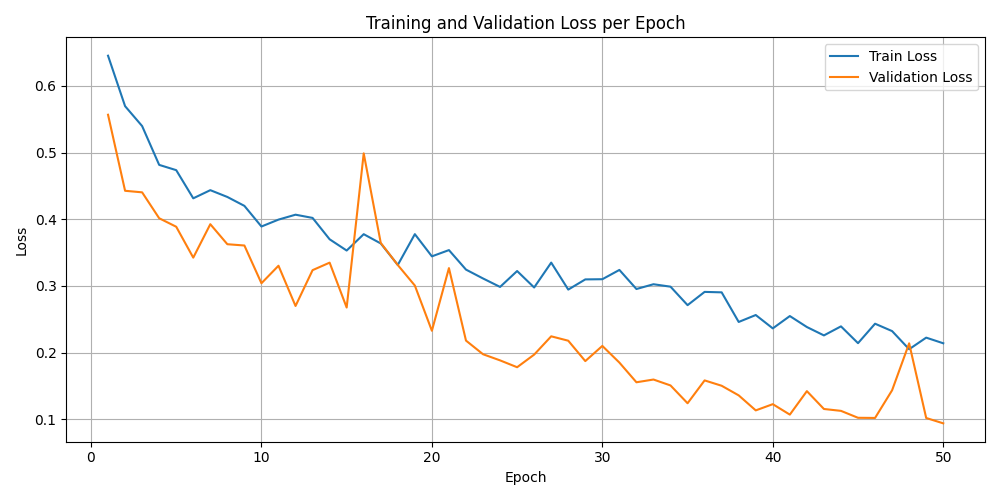 Training and Validation Loss per Epoch
Train Loss
Validation Loss
Loss
0.6
0.5
0.4
0.3
0.2
0.1
0 10 20 30 40 50
Epoch